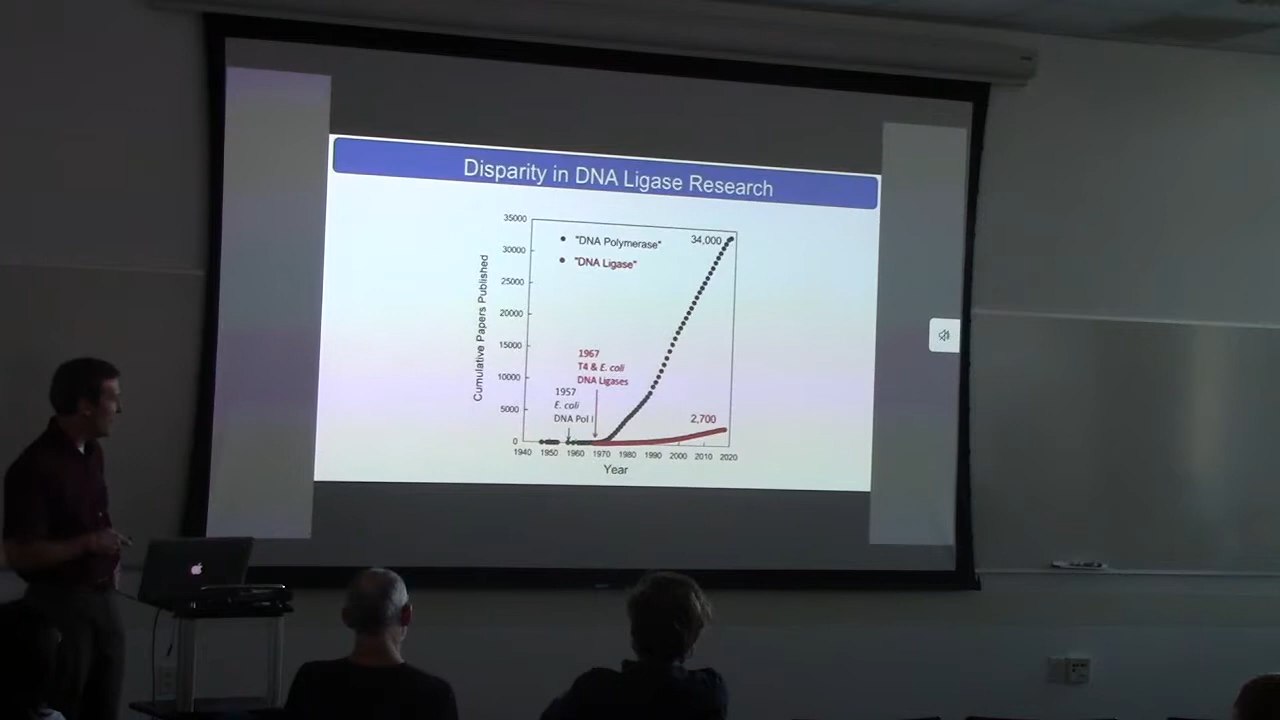 Disparity in DNA Ligase Research
35000
30000
25000
20000
15000
10000
5000
0
Cumulative Papers Published
"DNA Polymerase"
"DNA Ligase"
34,000
1967
T4 & E. coli
DNA Ligases
1957
E. coli
DNA Pol I
2,700
1940 1950 1960 1970 1980 1990 2000 2010 2020
Year